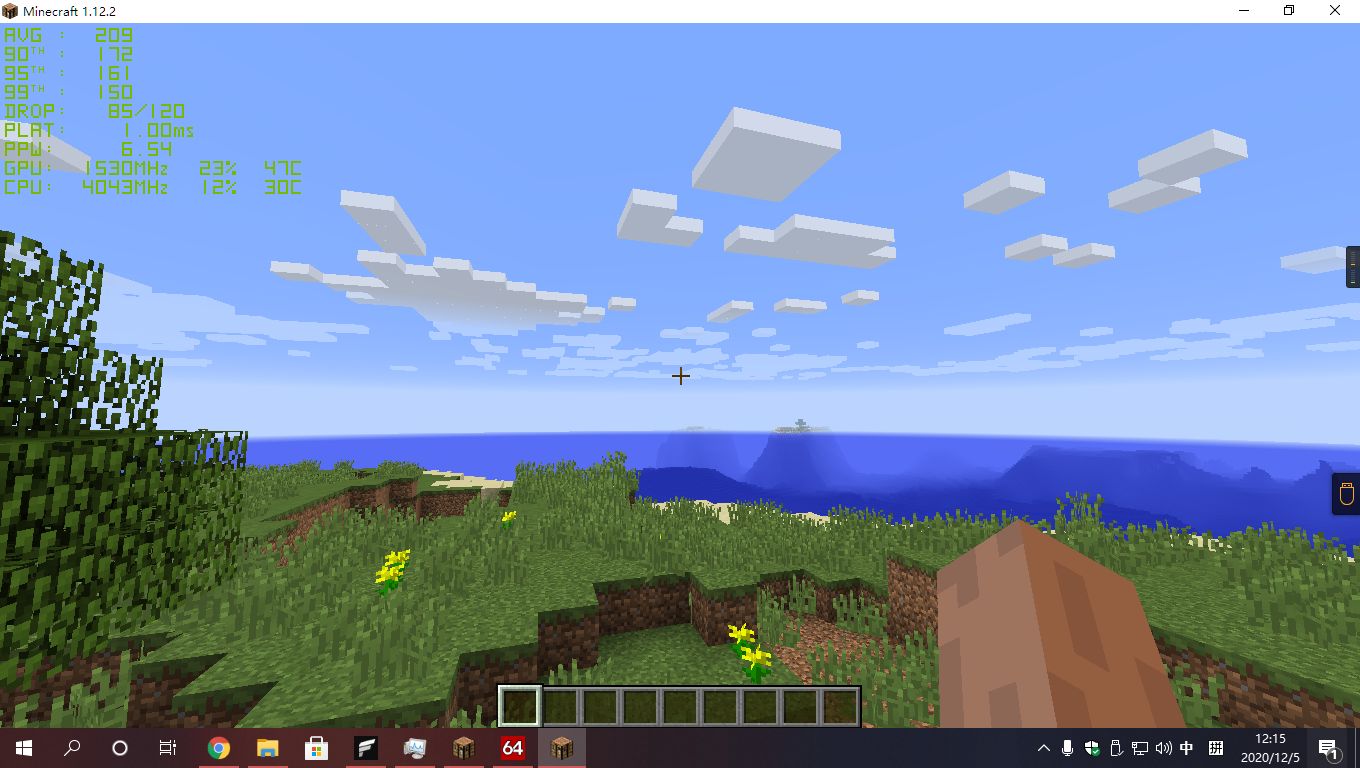 Minecraft 1.12.2
AVG : 209
90TH : 172
95TH : 161
99TH : 150
DROP: 85/120
PLAT: 1.00ms
PPW: 6.54
GPU: 1530MHz 23% 47C
CPU: 4043MHz 12% 30C
64
中
拼
12:15
2020/12/5
1